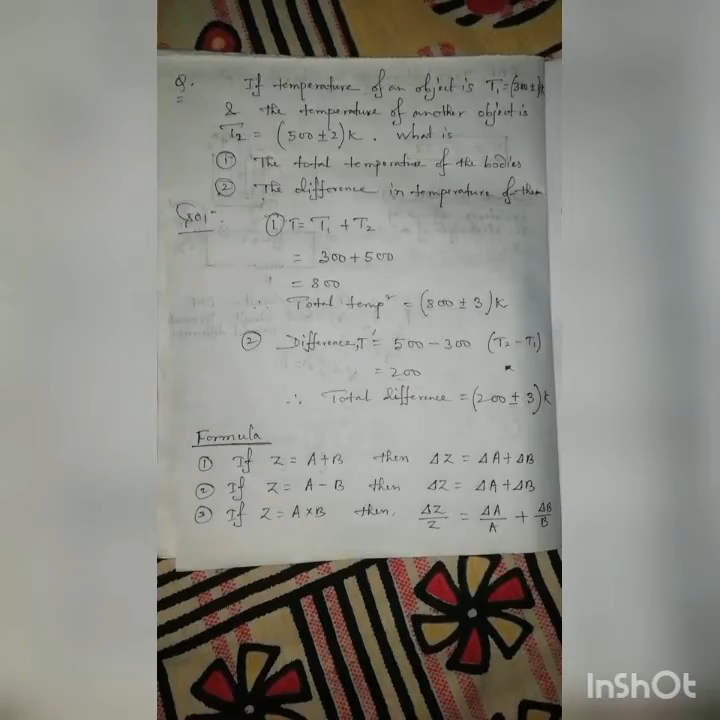 Q. If temperature of an object is T₁ = (300 ±1)k
& the temperature of another object is
T₂ = (500 ± 2) k. What is
① The total temperature of the bodies
② The difference in temperature of them
Solⁿ: ① T = T₁ + T₂
= 300 + 500
= 800
∴ Total tempʳ = (800 ± 3) k
② Difference, T' = 500 - 300 (T₂ - T₁)
= 200
∴ Total difference = (200 ± 3) k
Formula
① If Z = A + B then ΔZ = ΔA + ΔB
② If Z = A - B then ΔZ = ΔA + ΔB
③ If Z = A × B then, ΔZ/Z = ΔA/A + ΔB/B
InShOt